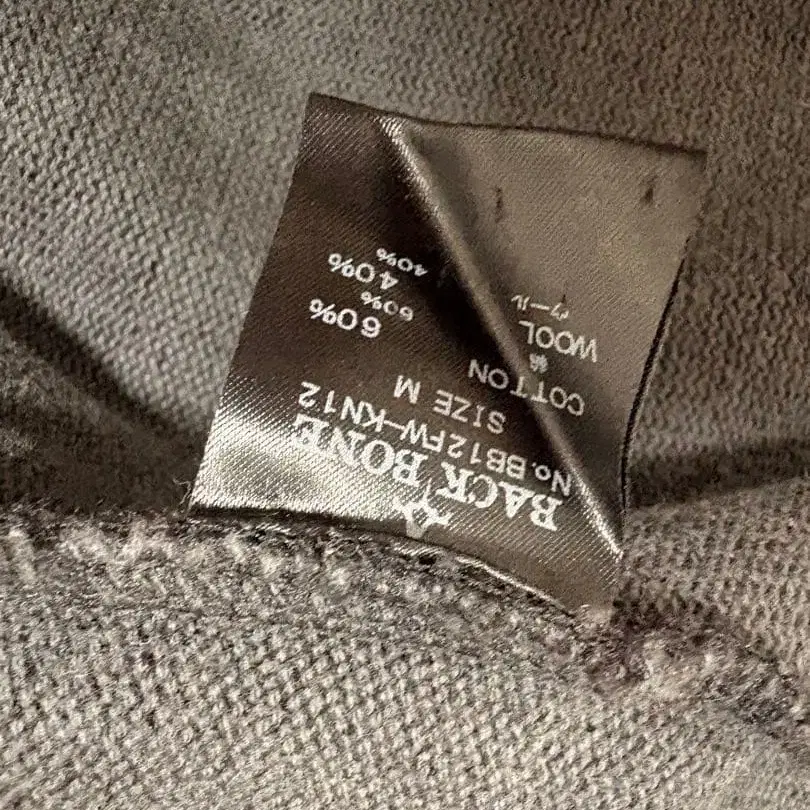 BACK BONE
No.BB12FW-KN12
SIZE M
COTTON 60%
綿 60%
WOOL 40%
ウール 40%